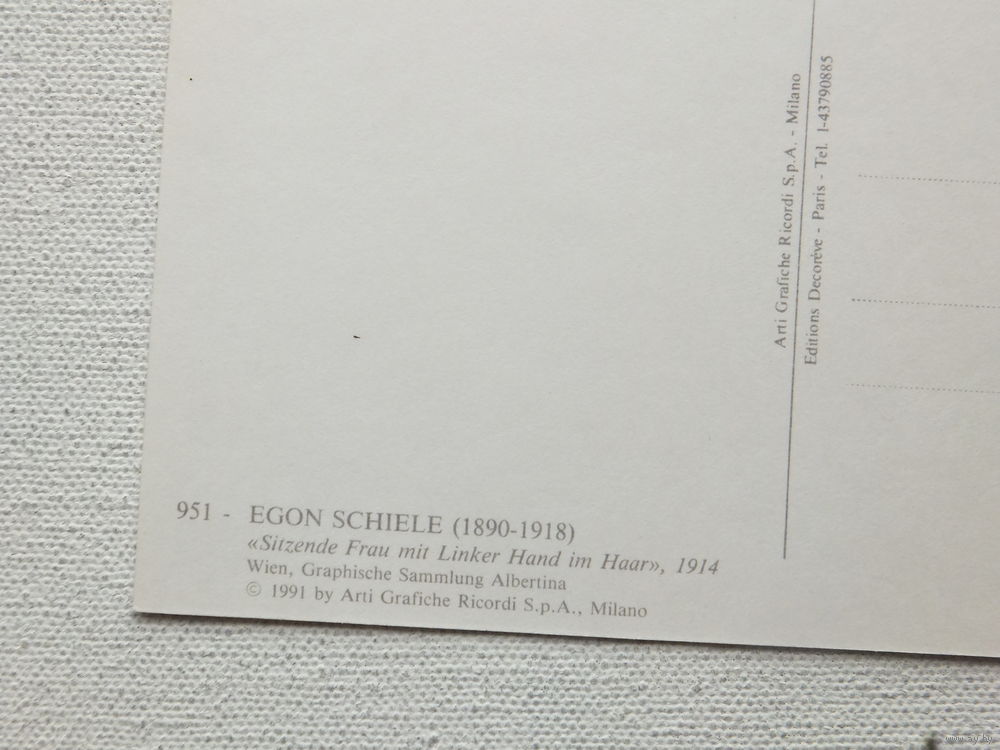 951 - EGON SCHIELE (1890-1918)
«Sitzende Frau mit Linker Hand im Haar», 1914
Wien, Graphische Sammlung Albertina
© 1991 by Arti Grafiche Ricordi S.p.A., Milano
Arti Grafiche Ricordi S.p.A. - Milano
Editions Decorève - Paris - Tel. 1-43790885